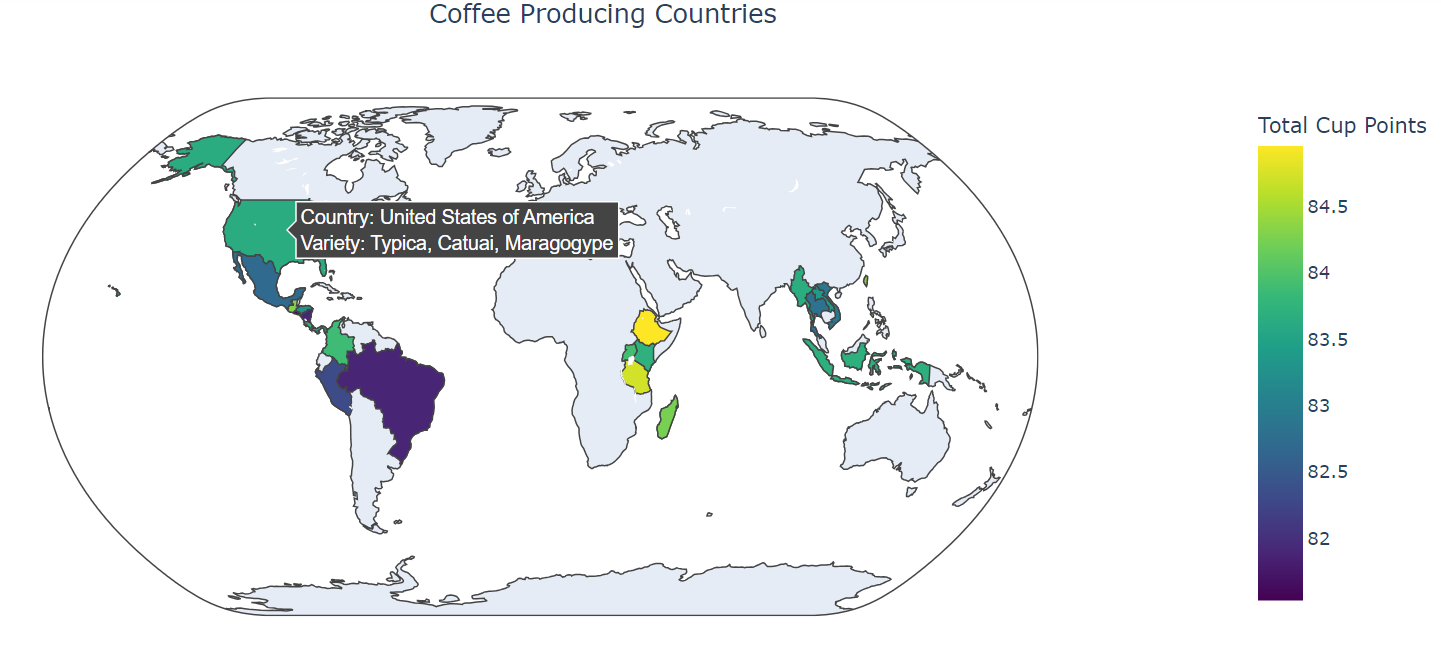 Coffee Producing Countries
Total Cup Points
Country: United States of America
Variety: Typica, Catuai, Maragogype
84.5
84
83.5
83
82.5
82